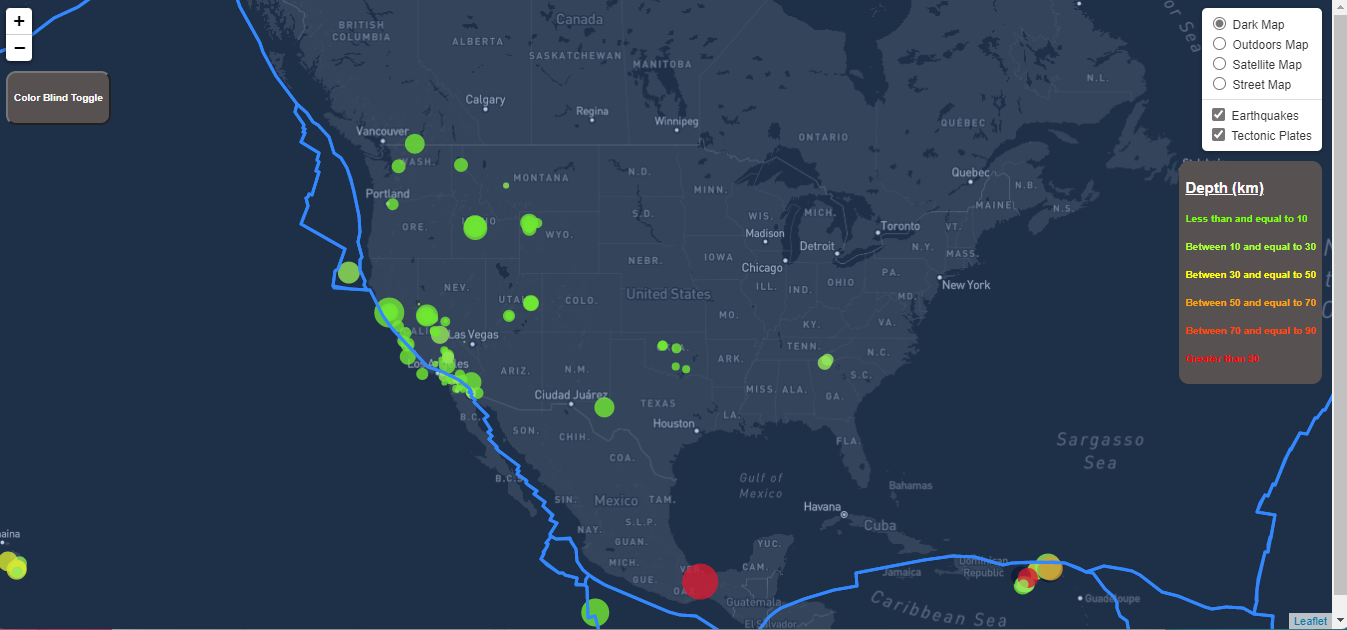 +
−
Color Blind Toggle
Dark Map
Outdoors Map
Satellite Map
Street Map
Earthquakes
Tectonic Plates
Depth (km)
Less than and equal to 10
Between 10 and equal to 30
Between 30 and equal to 50
Between 50 and equal to 70
Between 70 and equal to 90
Greater than 90
Canada
BRITISH
COLUMBIA
ALBERTA
SASKATCHEWAN
MANITOBA
N.L.
Calgary
Regina
Winnipeg
Vancouver
ONTARIO
QUÉBEC
WASH.
MONTANA
N.D.
MINN.
Quebec
N.B.
MAINE
N.S.
Portland
ORE.
WYO.
S.D.
WIS.
MICH.
Madison
Toronto
VT.
Detroit
N.Y.
MASS.
Chicago
IOWA
NEBR.
PA.
NEV.
UTAH
COLO.
United States
ILL.
IND.
OHIO
MD.
New York
MO.
KY.
VA.
Las Vegas
TENN.
N.C.
ARK.
Los Angeles
ARIZ.
N.M.
S.C.
MISS.
ALA.
GA.
Ciudad Juárez
TEXAS
LA.
B.C.
SON.
CHIH.
Houston
FLA.
COA.
Sargasso
Sea
B.C.S.
SIN.
Mexico
TAM.
Gulf of
Mexico
Bahamas
NAY.
S.L.P.
Havana
Cuba
GUAN.
YUC.
MICH.
CAM.
GUE.
Jamaica
Dominican
Republic
Guatemala
Guadeloupe
El Salvador
Caribbean Sea
Leaflet